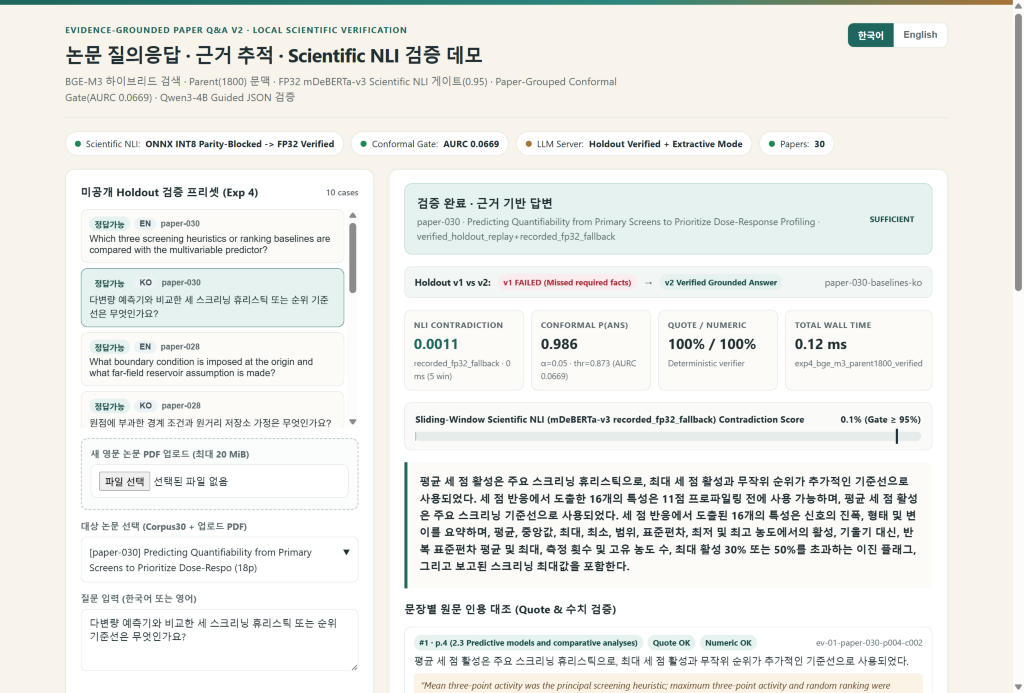 EVIDENCE-GROUNDED PAPER Q&A V2 · LOCAL SCIENTIFIC VERIFICATION
논문 질의응답 · 근거 추적 · Scientific NLI 검증 데모
BGE-M3 하이브리드 검색 · Parent(1800) 문맥 · FP32 mDeBERTa-v3 Scientific NLI 게이트(0.95) · Paper-Grouped Conformal
Gate(AURC 0.0669) · Qwen3-4B Guided JSON 검증
한국어
English
Scientific NLI: ONNX INT8 Parity-Blocked -> FP32 Verified
Conformal Gate: AURC 0.0669
LLM Server: Holdout Verified + Extractive Mode
Papers: 30
미공개 Holdout 검증 프리셋 (Exp 4)
10 cases
정답가능 EN paper-030
Which three screening heuristics or ranking baselines are
compared with the multivariable predictor?
정답가능 KO paper-030
다변량 예측기와 비교한 세 스크리닝 휴리스틱 또는 순위 기준
선은 무엇인가요?
정답가능 EN paper-028
What boundary condition is imposed at the origin and
what far-field reservoir assumption is made?
정답가능 KO paper-028
원점에 부과한 경계 조건과 원거리 저장소 가정은 무엇인가요?
새 영문 논문 PDF 업로드 (최대 20 MiB)
파일 선택 선택된 파일 없음
대상 논문 선택 (Corpus30 + 업로드 PDF)
[paper-030] Predicting Quantifiability from Primary
Screens to Prioritize Dose-Respo (18p)
▼
질문 입력 (한국어 또는 영어)
다변량 예측기와 비교한 세 스크리닝 휴리스틱 또는 순위
기준선은 무엇인가요?
검증 완료 · 근거 기반 답변
paper-030 · Predicting Quantifiability from Primary Screens to Prioritize Dose-Response Profiling ·
verified_holdout_replay+recorded_fp32_fallback
SUFFICIENT
Holdout v1 vs v2: v1 FAILED (Missed required facts) → v2 Verified Grounded Answer
paper-030-baselines-ko
NLI CONTRADICTION
0.0011
recorded_fp32_fallback · 0
ms (5 win)
CONFORMAL P(ANS)
0.986
α=0.05 · thr=0.873 (AURC
0.0669)
QUOTE / NUMERIC
100% / 100%
Deterministic verifier
TOTAL WALL TIME
0.12 ms
exp4_bge_m3_parent1800_verified
Sliding-Window Scientific NLI (mDeBERTa-v3 recorded_fp32_fallback) Contradiction Score
0.1% (Gate ≥ 95%)
평균 세 점 활성은 주요 스크리닝 휴리스틱으로, 최대 세 점 활성과 무작위 순위가 추가적인 기준선으로
사용되었다. 세 점 반응에서 도출한 16개의 특성은 11점 프로파일링 전에 사용 가능하며, 평균 세 점 활성
은 주요 스크리닝 기준선으로 사용되었다. 세 점 반응에서 도출된 16개의 특성은 신호의 진폭, 형태 및 변
이를 요약하며, 평균, 중앙값, 최대, 최소, 범위, 표준편차, 최저 및 최고 농도에서의 활성, 기울기 대신, 반
복 표준편차 평균 및 최대, 측정 횟수 및 고유 농도 수, 최대 활성 30% 또는 50%를 초과하는 이진 플래그,
그리고 보고된 스크리닝 최대값을 포함한다.
문장별 원문 인용 대조 (Quote & 수치 검증)
#1 · p.4 (2.3 Predictive models and comparative analyses) Quote OK Numeric OK
ev-01-paper-030-p004-c002
평균 세 점 활성은 주요 스크리닝 휴리스틱으로, 최대 세 점 활성과 무작위 순위가 추가적인 기준선으로 사용되었다.
"Mean three-point activity was the principal screening heuristic; maximum three-point activity and random ranking were